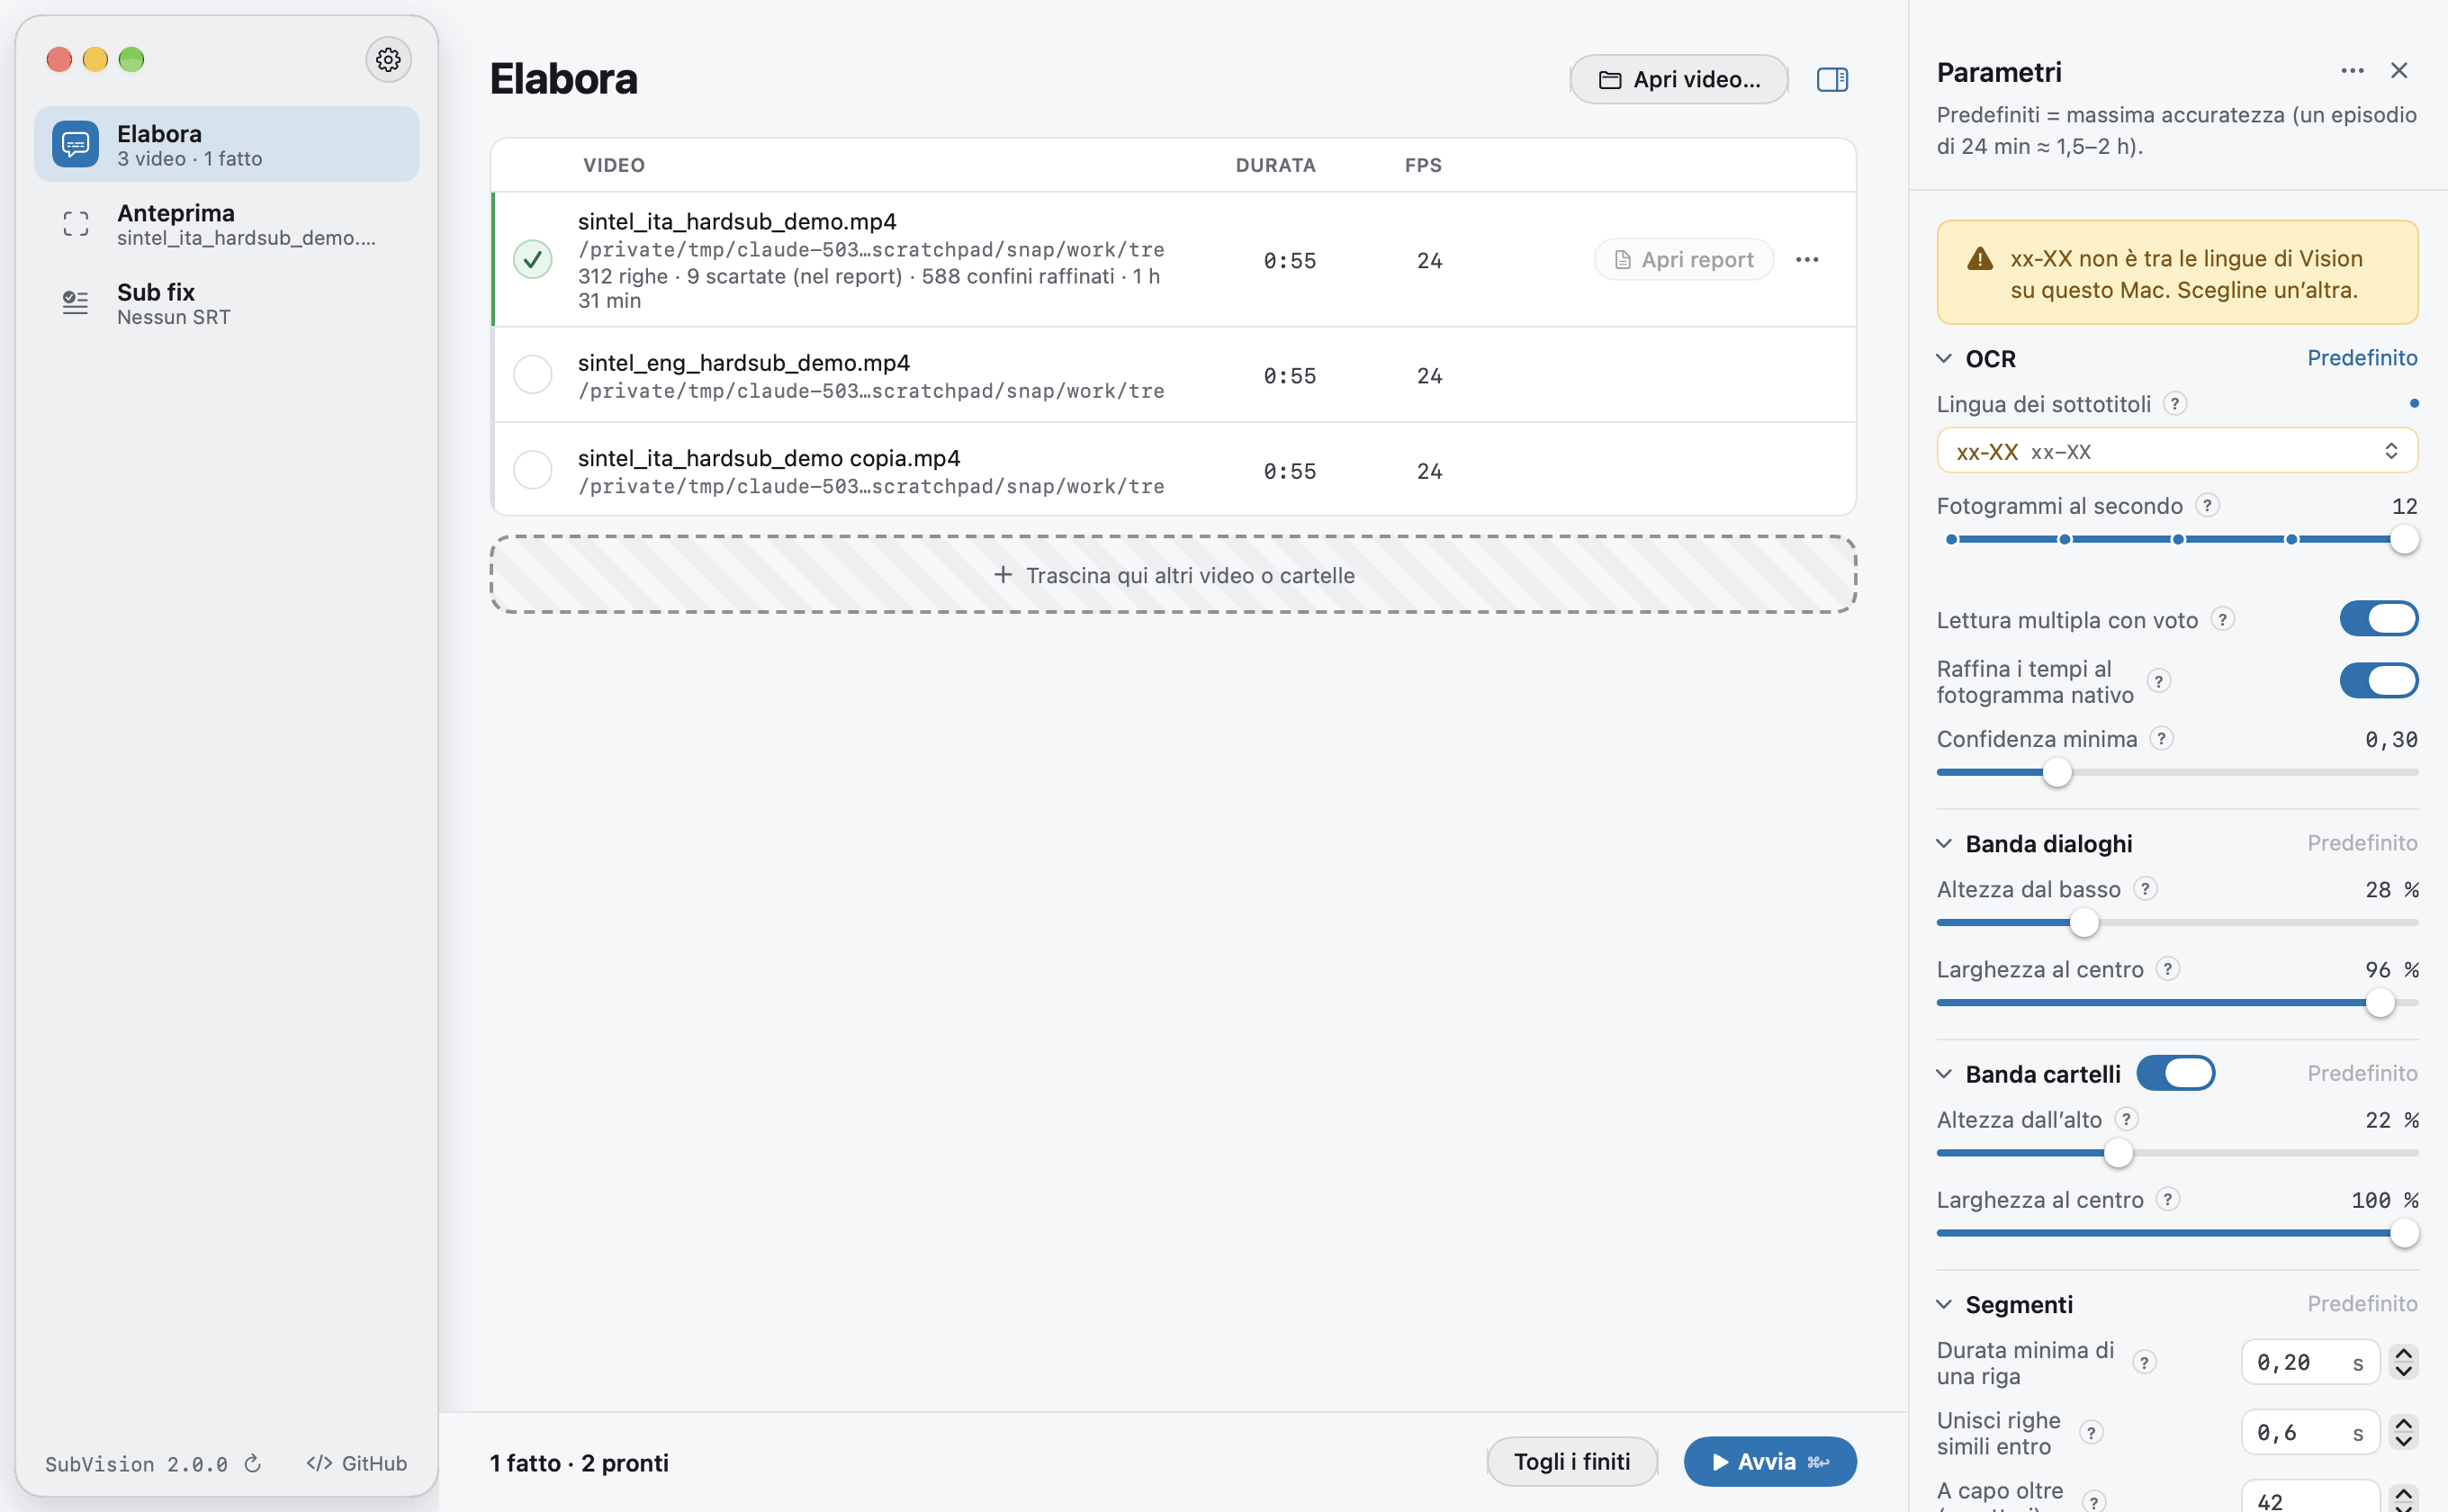 Elabora
3 video · 1 fatto
Anteprima
sintel_ita_hardsub_demo....
Sub fix
Nessun SRT
SubVision 2.0.0
</> GitHub
Elabora
Apri video...
VIDEO
DURATA
FPS
sintel_ita_hardsub_demo.mp4
/private/tmp/claude-503…scratchpad/snap/work/tre
312 righe · 9 scartate (nel report) · 588 confini raffinati · 1 h
31 min
0:55
24
Apri report
sintel_eng_hardsub_demo.mp4
/private/tmp/claude-503…scratchpad/snap/work/tre
0:55
24
sintel_ita_hardsub_demo copia.mp4
/private/tmp/claude-503…scratchpad/snap/work/tre
0:55
24
+ Trascina qui altri video o cartelle
1 fatto · 2 pronti
Togli i finiti
Avvia ⌘↩
Parametri
Predefiniti = massima accuratezza (un episodio
di 24 min ≈ 1,5–2 h).
xx-XX non è tra le lingue di Vision
su questo Mac. Scegline un’altra.
OCR
Predefinito
Lingua dei sottotitoli ?
xx-XX xx-XX
Fotogrammi al secondo ?
12
Lettura multipla con voto ?
Raffina i tempi al
fotogramma nativo ?
Confidenza minima ?
0,30
Banda dialoghi
Predefinito
Altezza dal basso ?
28 %
Larghezza al centro ?
96 %
Banda cartelli
Predefinito
Altezza dall’alto ?
22 %
Larghezza al centro ?
100 %
Segmenti
Predefinito
Durata minima di
una riga ?
0,20 s
Unisci righe
simili entro ?
0,6 s
A capo oltre
?
42